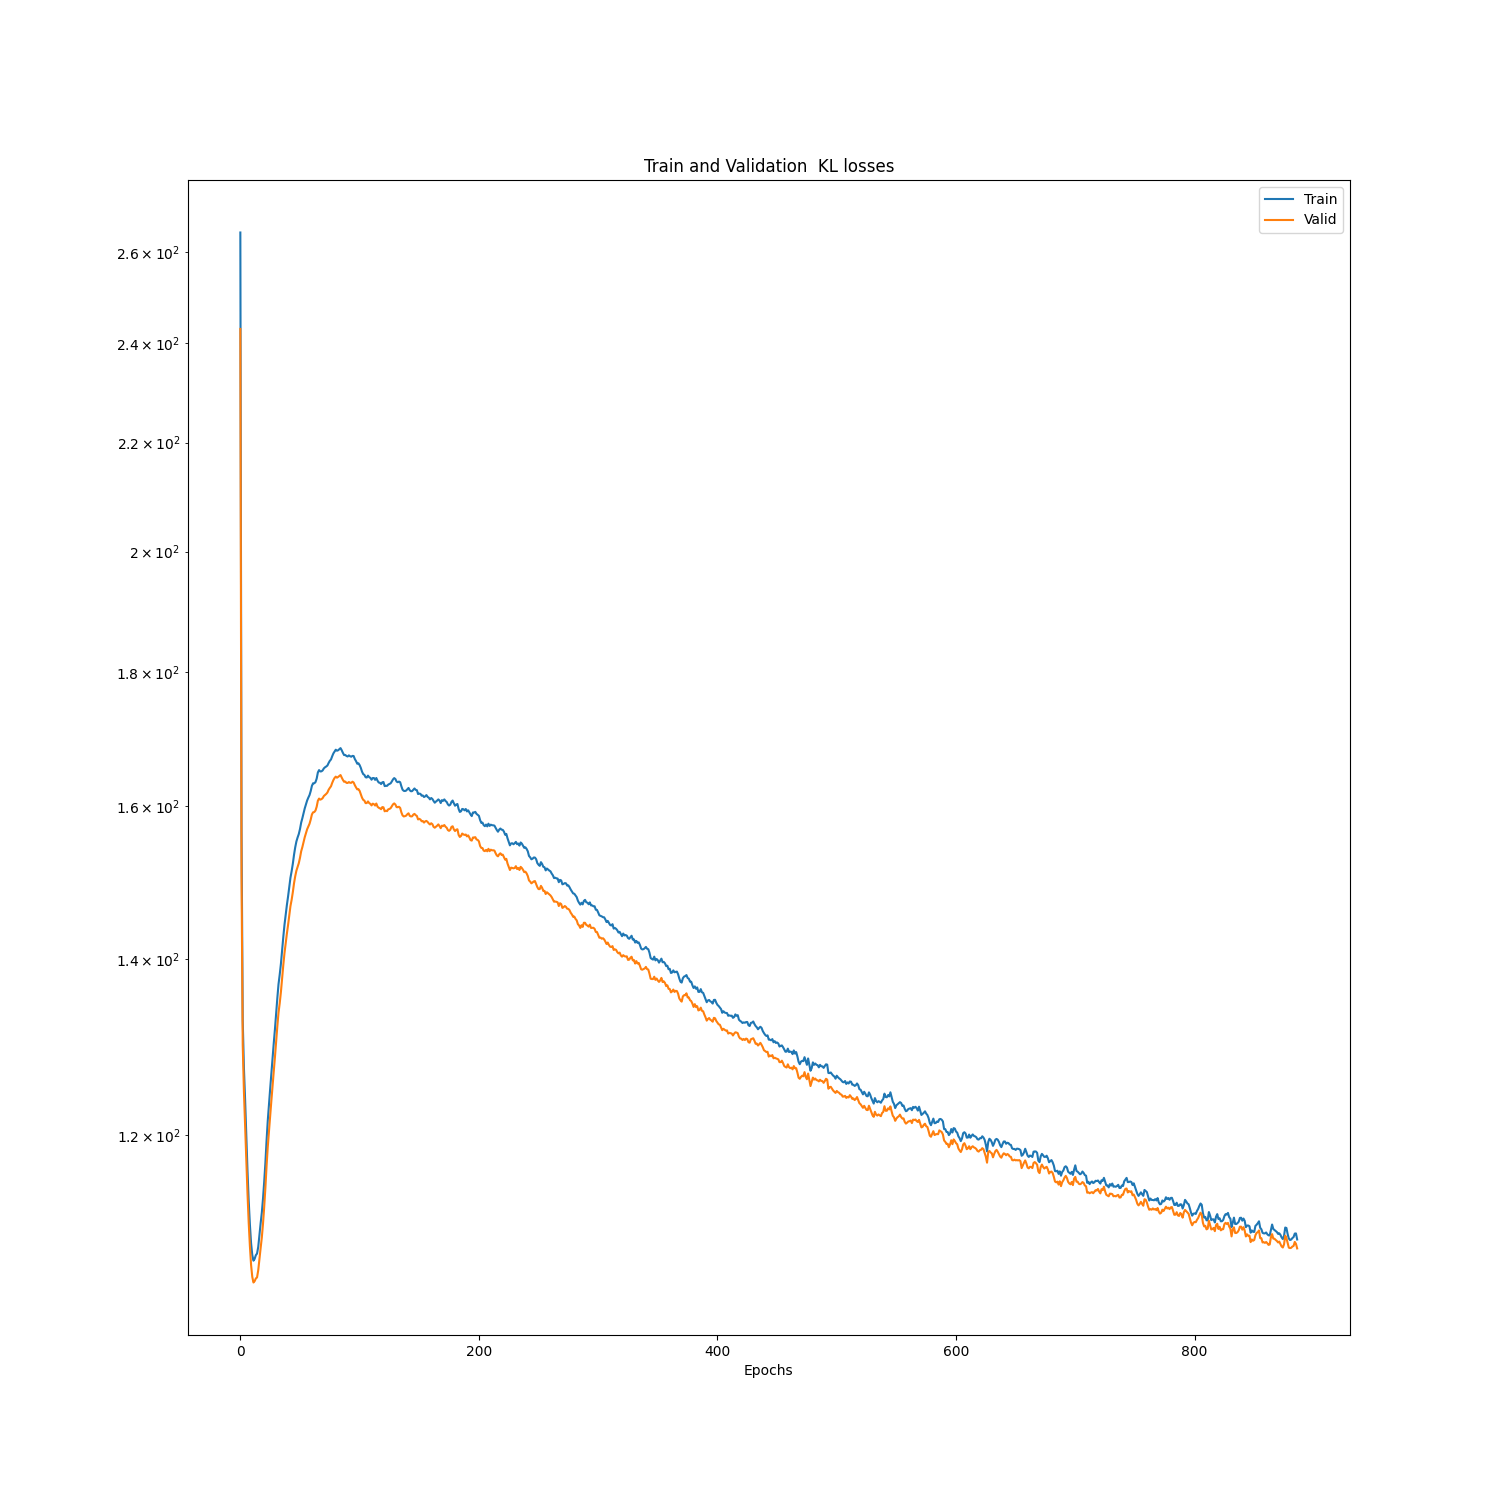 Train and Validation  KL losses
Train
Valid
2.6 × 10²
2.4 × 10²
2.2 × 10²
2 × 10²
1.8 × 10²
1.6 × 10²
1.4 × 10²
1.2 × 10²
0 200 400 600 800
Epochs